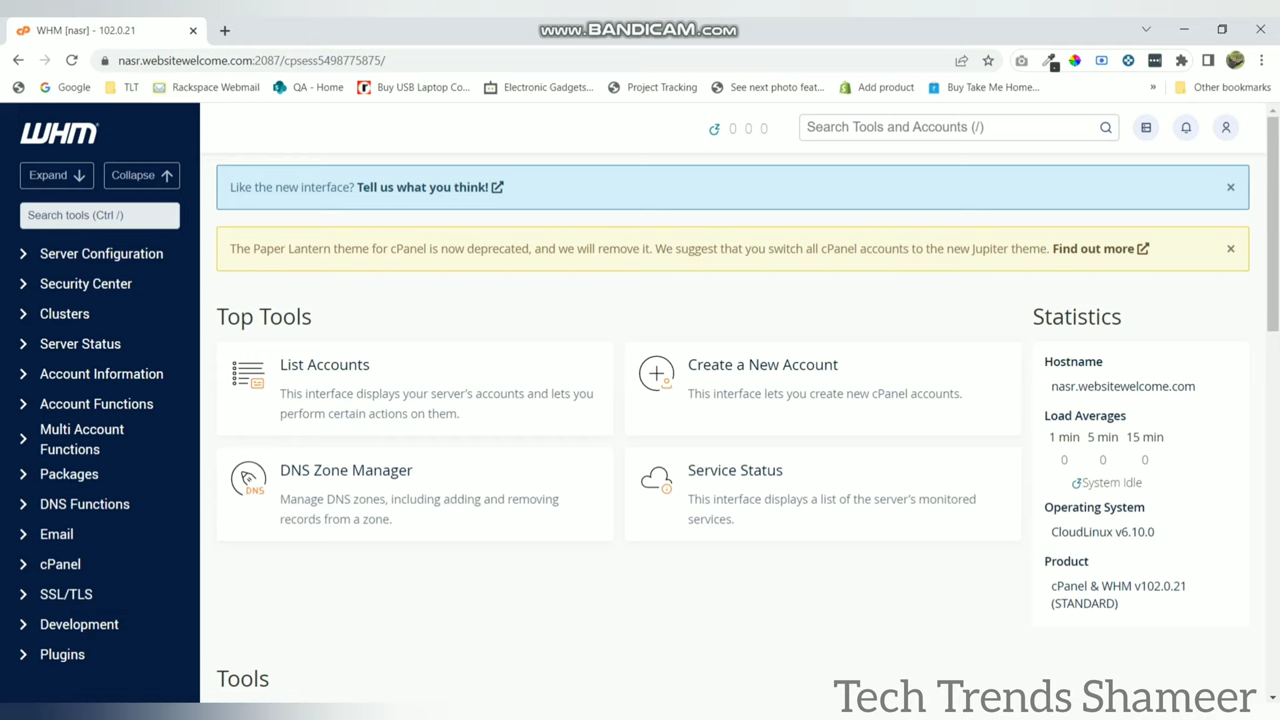 WHM [nasr] - 102.0.21
www.BANDICAM.com
nasr.websitewelcome.com:2087/cpsess5498775875/
Google
TLT
Rackspace Webmail
QA - Home
Buy USB Laptop Co...
Electronic Gadgets...
Project Tracking
See next photo feat...
Add product
Buy Take Me Home...
»
Other bookmarks
WHM
Expand
Collapse
Search tools (Ctrl /)
Server Configuration
Security Center
Clusters
Server Status
Account Information
Account Functions
Multi Account
Functions
Packages
DNS Functions
Email
cPanel
SSL/TLS
Development
Plugins
0 0 0
Search Tools and Accounts (/)
Like the new interface? Tell us what you think!
The Paper Lantern theme for cPanel is now deprecated, and we will remove it. We suggest that you switch all cPanel accounts to the new Jupiter theme. Find out more
Top Tools
List Accounts
This interface displays your server's accounts and lets you
perform certain actions on them.
Create a New Account
This interface lets you create new cPanel accounts.
DNS
DNS Zone Manager
Manage DNS zones, including adding and removing
records from a zone.
Service Status
This interface displays a list of the server's monitored
services.
Statistics
Hostname
nasr.websitewelcome.com
Load Averages
1 min 5 min 15 min
0 0 0
System idle
Operating System
CloudLinux v6.10.0
Product
cPanel & WHM v102.0.21
(STANDARD)
Tools
Tech Trends Shameer